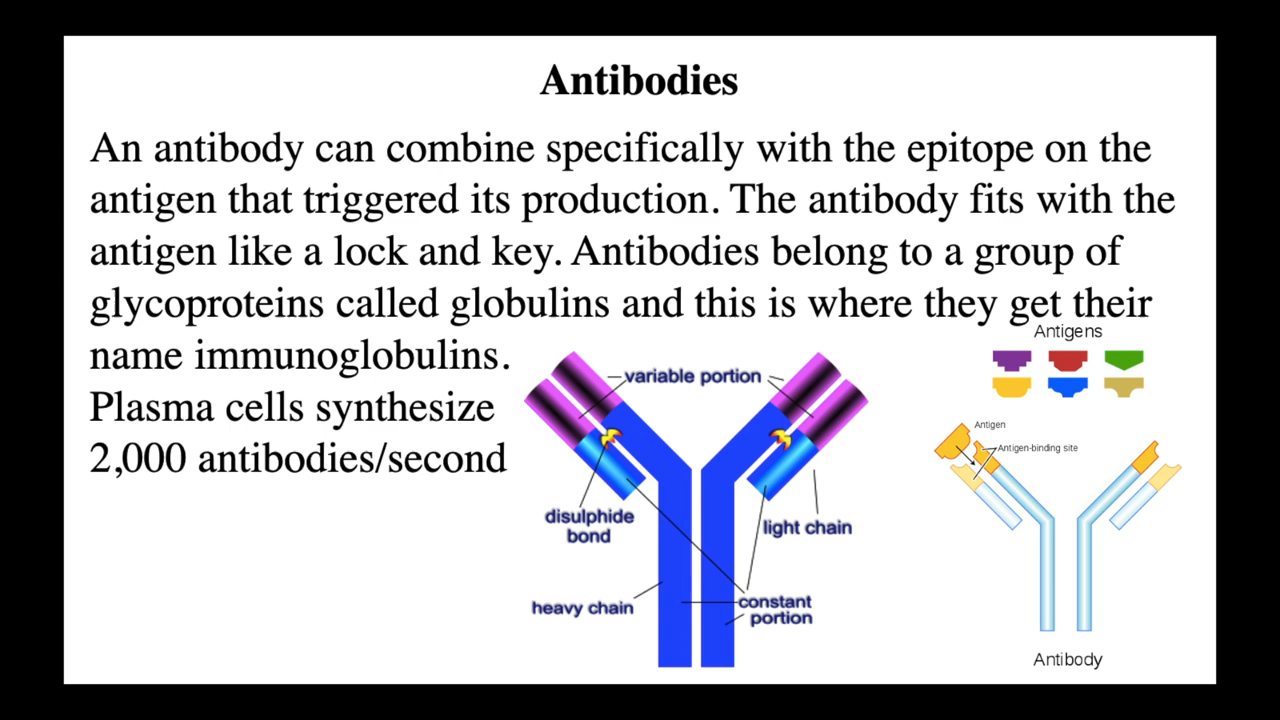 Antibodies
An antibody can combine specifically with the epitope on the
antigen that triggered its production. The antibody fits with the
antigen like a lock and key. Antibodies belong to a group of
glycoproteins called globulins and this is where they get their
name immunoglobulins.
Plasma cells synthesize
2,000 antibodies/second
variable portion
disulphide
bond
light chain
heavy chain
constant
portion
Antigens
Antigen
Antigen-binding site
Antibody